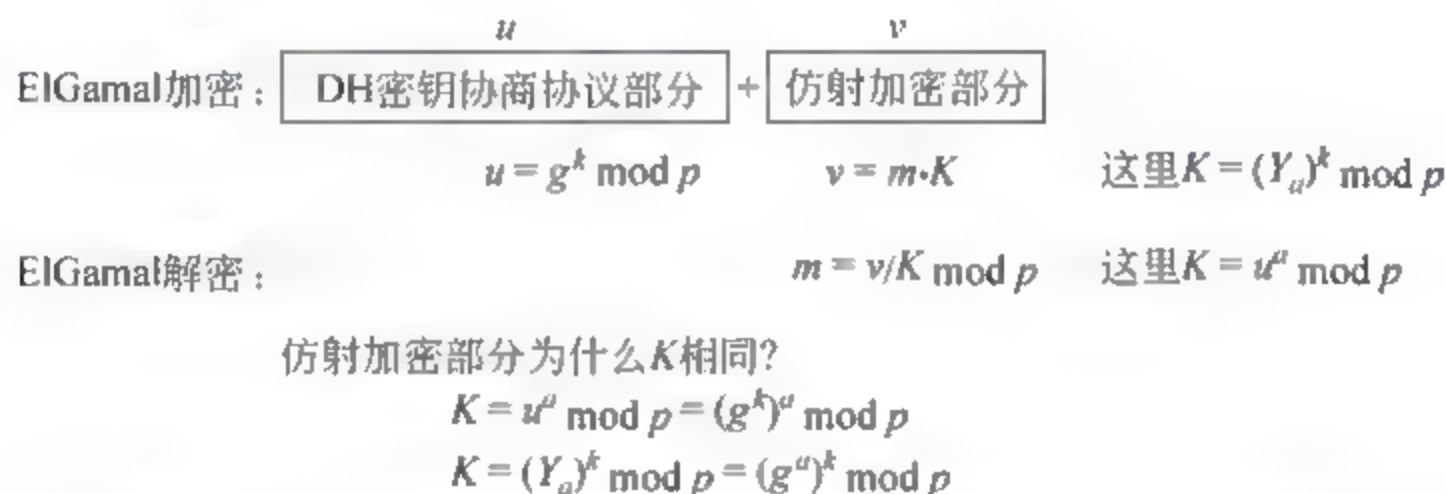 u v
ElGamal加密： DH密钥协商协议部分 + 仿射加密部分
u = g^k mod p v = m·K 这里K = (Y_a)^k mod p
ElGamal解密： m = v/K mod p 这里K = u^a mod p
仿射加密部分为什么K相同?
K = u^a mod p = (g^k)^a mod p
K = (Y_a)^k mod p = (g^a)^k mod p